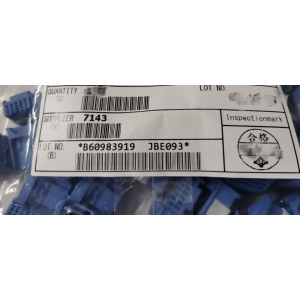 QUANTITY
(Q)
LOT NO
SUPPLIER 7143
(V)
Inspectionmark
合格
LOT NO. *B60983919 JBE093*
(B)